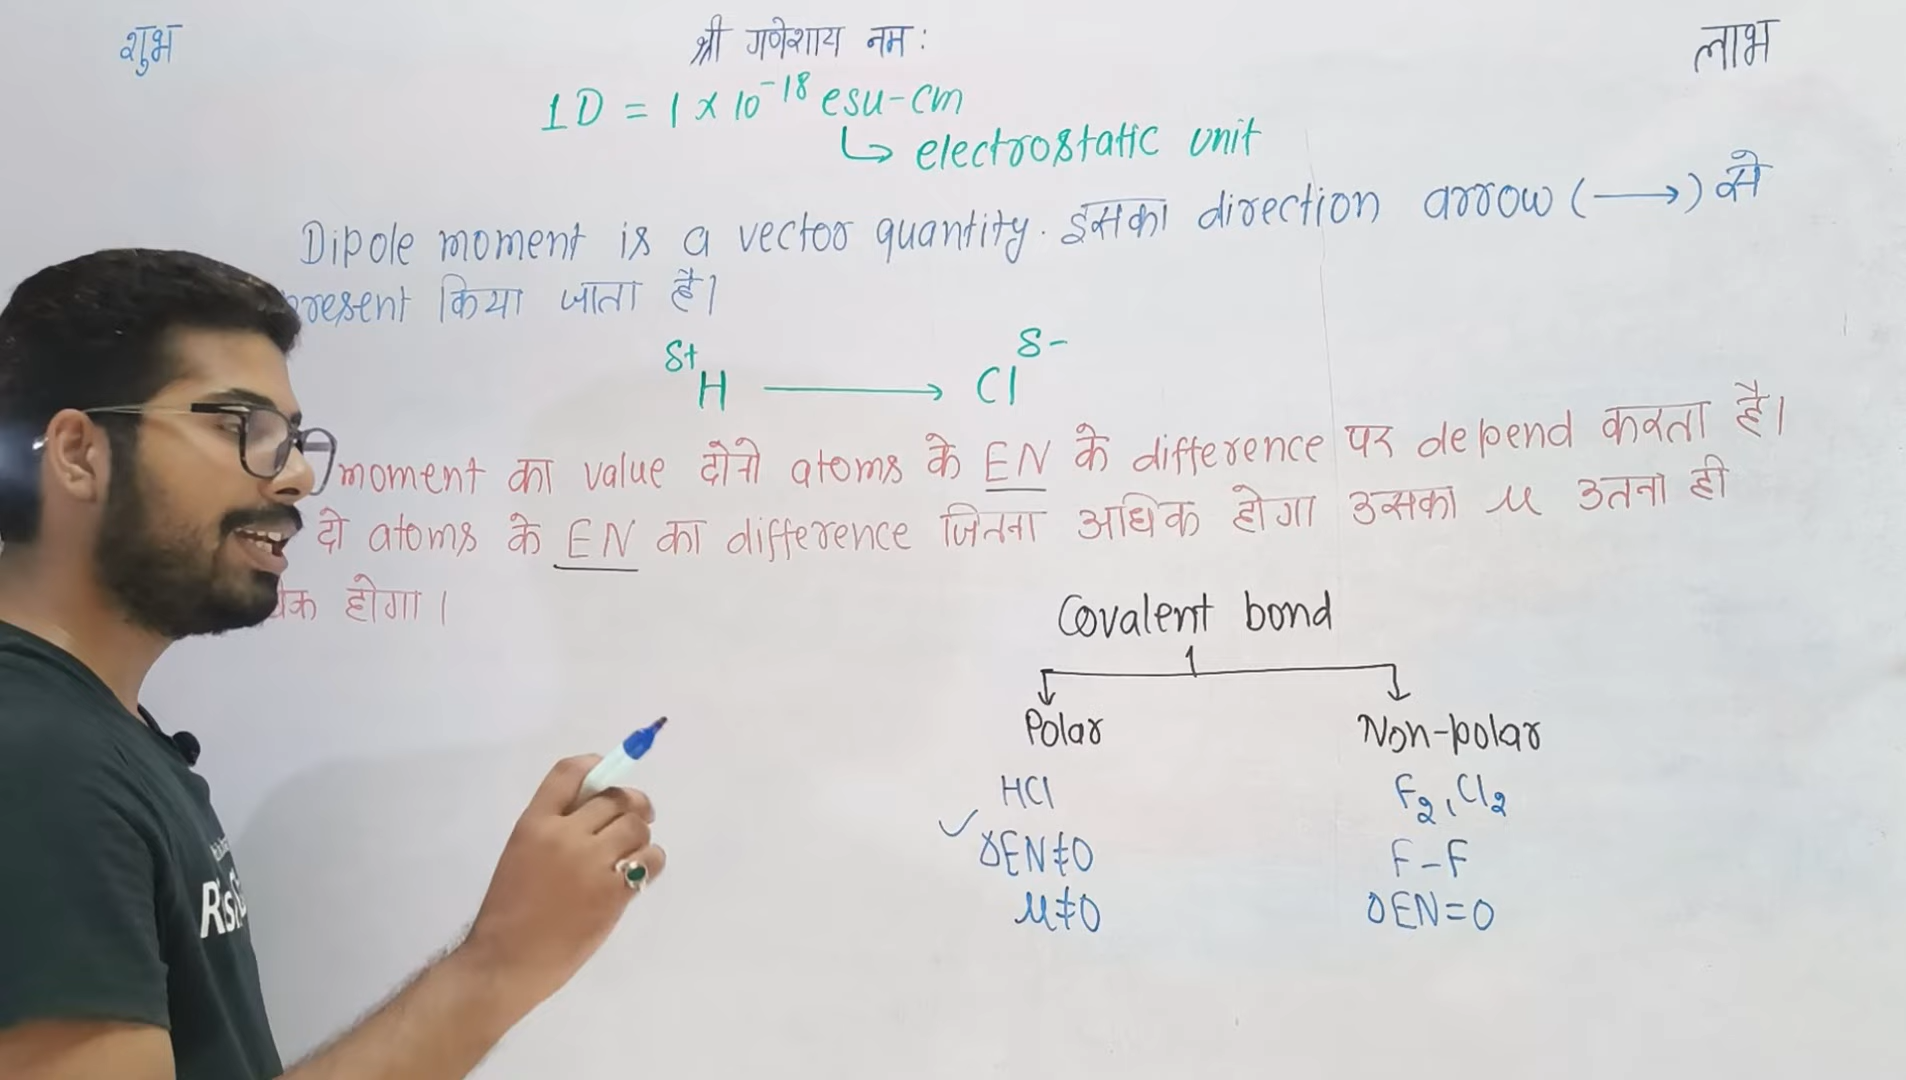 शुभ श्री गणेशाय नम: लाभ
1D = 1 × 10⁻¹⁸ esu-cm
↳ electrostatic unit
Dipole moment is a vector quantity. इसका direction arrow (⟶) से
present किया जाता है।
δ+ H ⟶ Cl δ-
moment का value दोनो atoms के EN के difference पर depend करता है।
दो atoms के EN का difference जितना अधिक होगा उसका μ उतना ही
होगा।
Covalent bond
Polar Non-polar
HCl F₂, Cl₂
✓ ΔEN≠0 F-F
μ≠0 ΔEN=0